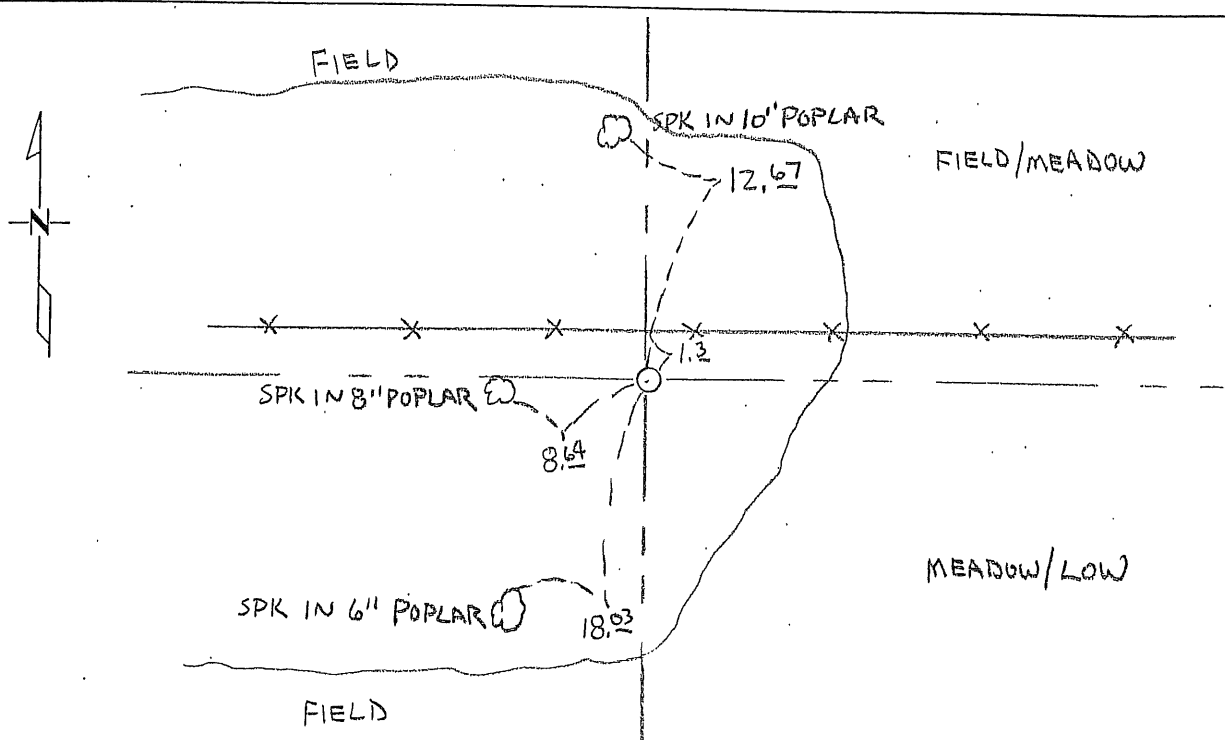 FIELD
SPK IN 10" POPLAR
12.67
FIELD/MEADOW
N
1.3
SPK IN 8" POPLAR
8.64
MEADOW/LOW
SPK IN 6" POPLAR
18.03
FIELD